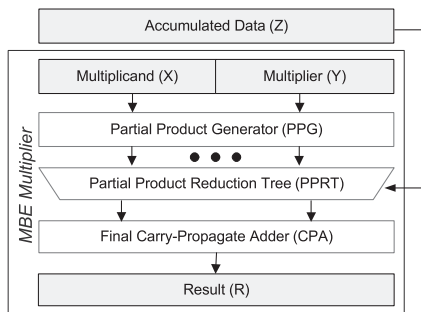 Accumulated Data (Z)
MBE Multiplier
Multiplicand (X)
Multiplier (Y)
Partial Product Generator (PPG)
Partial Product Reduction Tree (PPRT)
Final Carry-Propagate Adder (CPA)
Result (R)